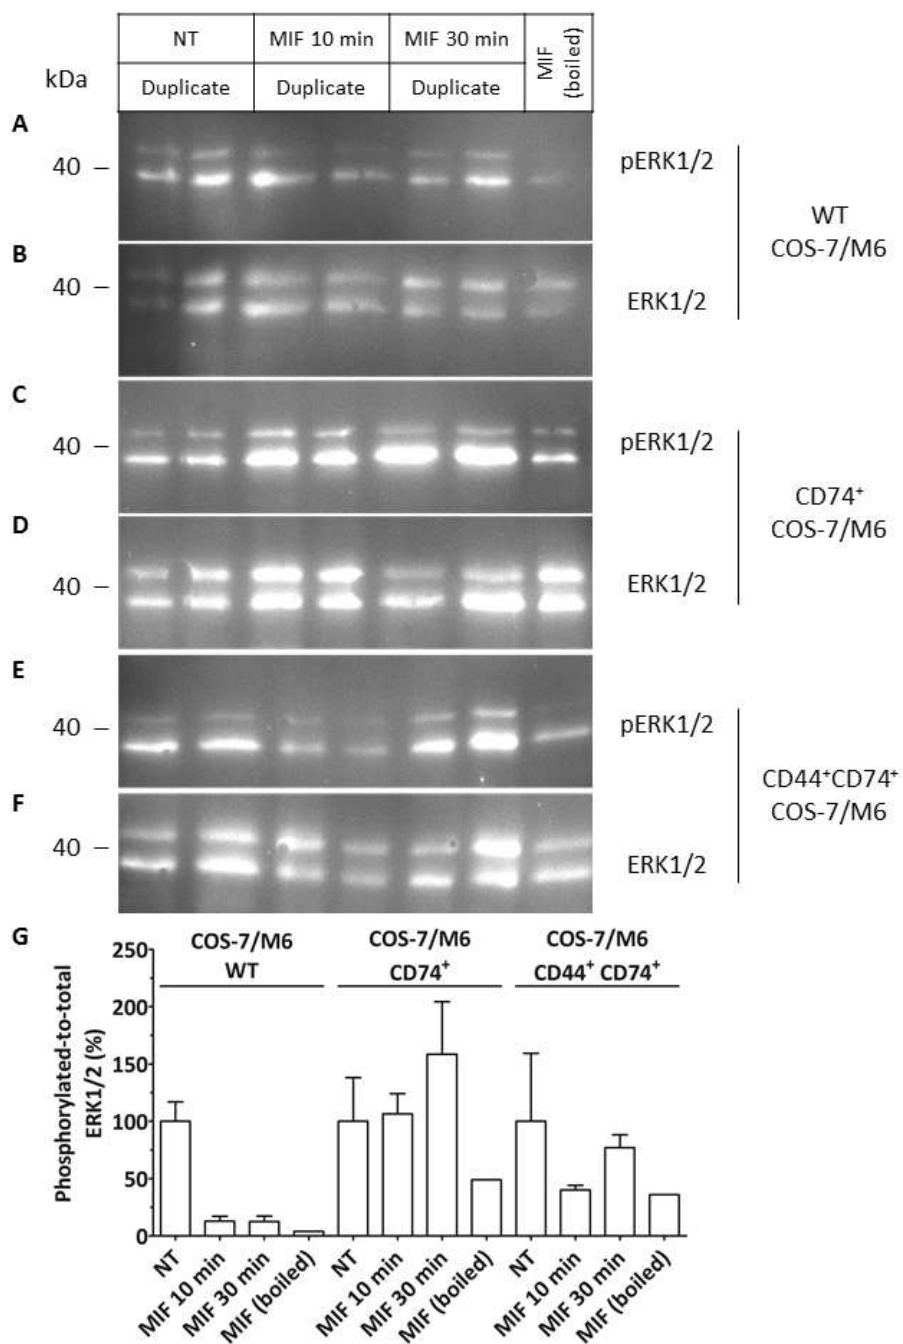 NT MIF 10 min MIF 30 min MIF (boiled)
kDa Duplicate Duplicate Duplicate
A
40 – pERK1/2
WT
COS-7/M6
B
40 – ERK1/2
C
40 – pERK1/2
CD74⁺
COS-7/M6
D
40 – ERK1/2
E
40 – pERK1/2
CD44⁺CD74⁺
COS-7/M6
F
40 – ERK1/2
G
COS-7/M6 COS-7/M6 COS-7/M6
WT CD74⁺ CD44⁺ CD74⁺
Phosphorylated-to-total
ERK1/2 (%)
250
200
150
100
50
0
NT MIF 10 min MIF 30 min MIF (boiled) NT MIF 10 min MIF 30 min MIF (boiled) NT MIF 10 min MIF 30 min MIF (boiled)